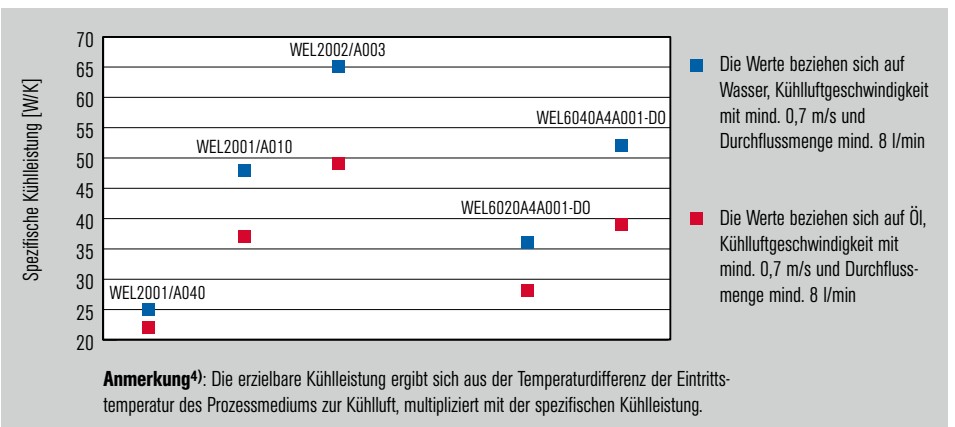 Spezifische Kühlleistung [W/K]
70
65
60
55
50
45
40
35
30
25
20
WEL2002/A003
WEL6040A4A001-DO
WEL2001/A010
WEL6020A4A001-DO
WEL2001/A040
Die Werte beziehen sich auf
Wasser, Kühlluftgeschwindigkeit
mit mind. 0,7 m/s und
Durchflussmenge mind. 8 l/min
Die Werte beziehen sich auf Öl,
Kühlluftgeschwindigkeit mit
mind. 0,7 m/s und Durchfluss-
menge mind. 8 l/min
Anmerkung4): Die erzielbare Kühlleistung ergibt sich aus der Temperaturdifferenz der Eintritts-
temperatur des Prozessmediums zur Kühlluft, multipliziert mit der spezifischen Kühlleistung.